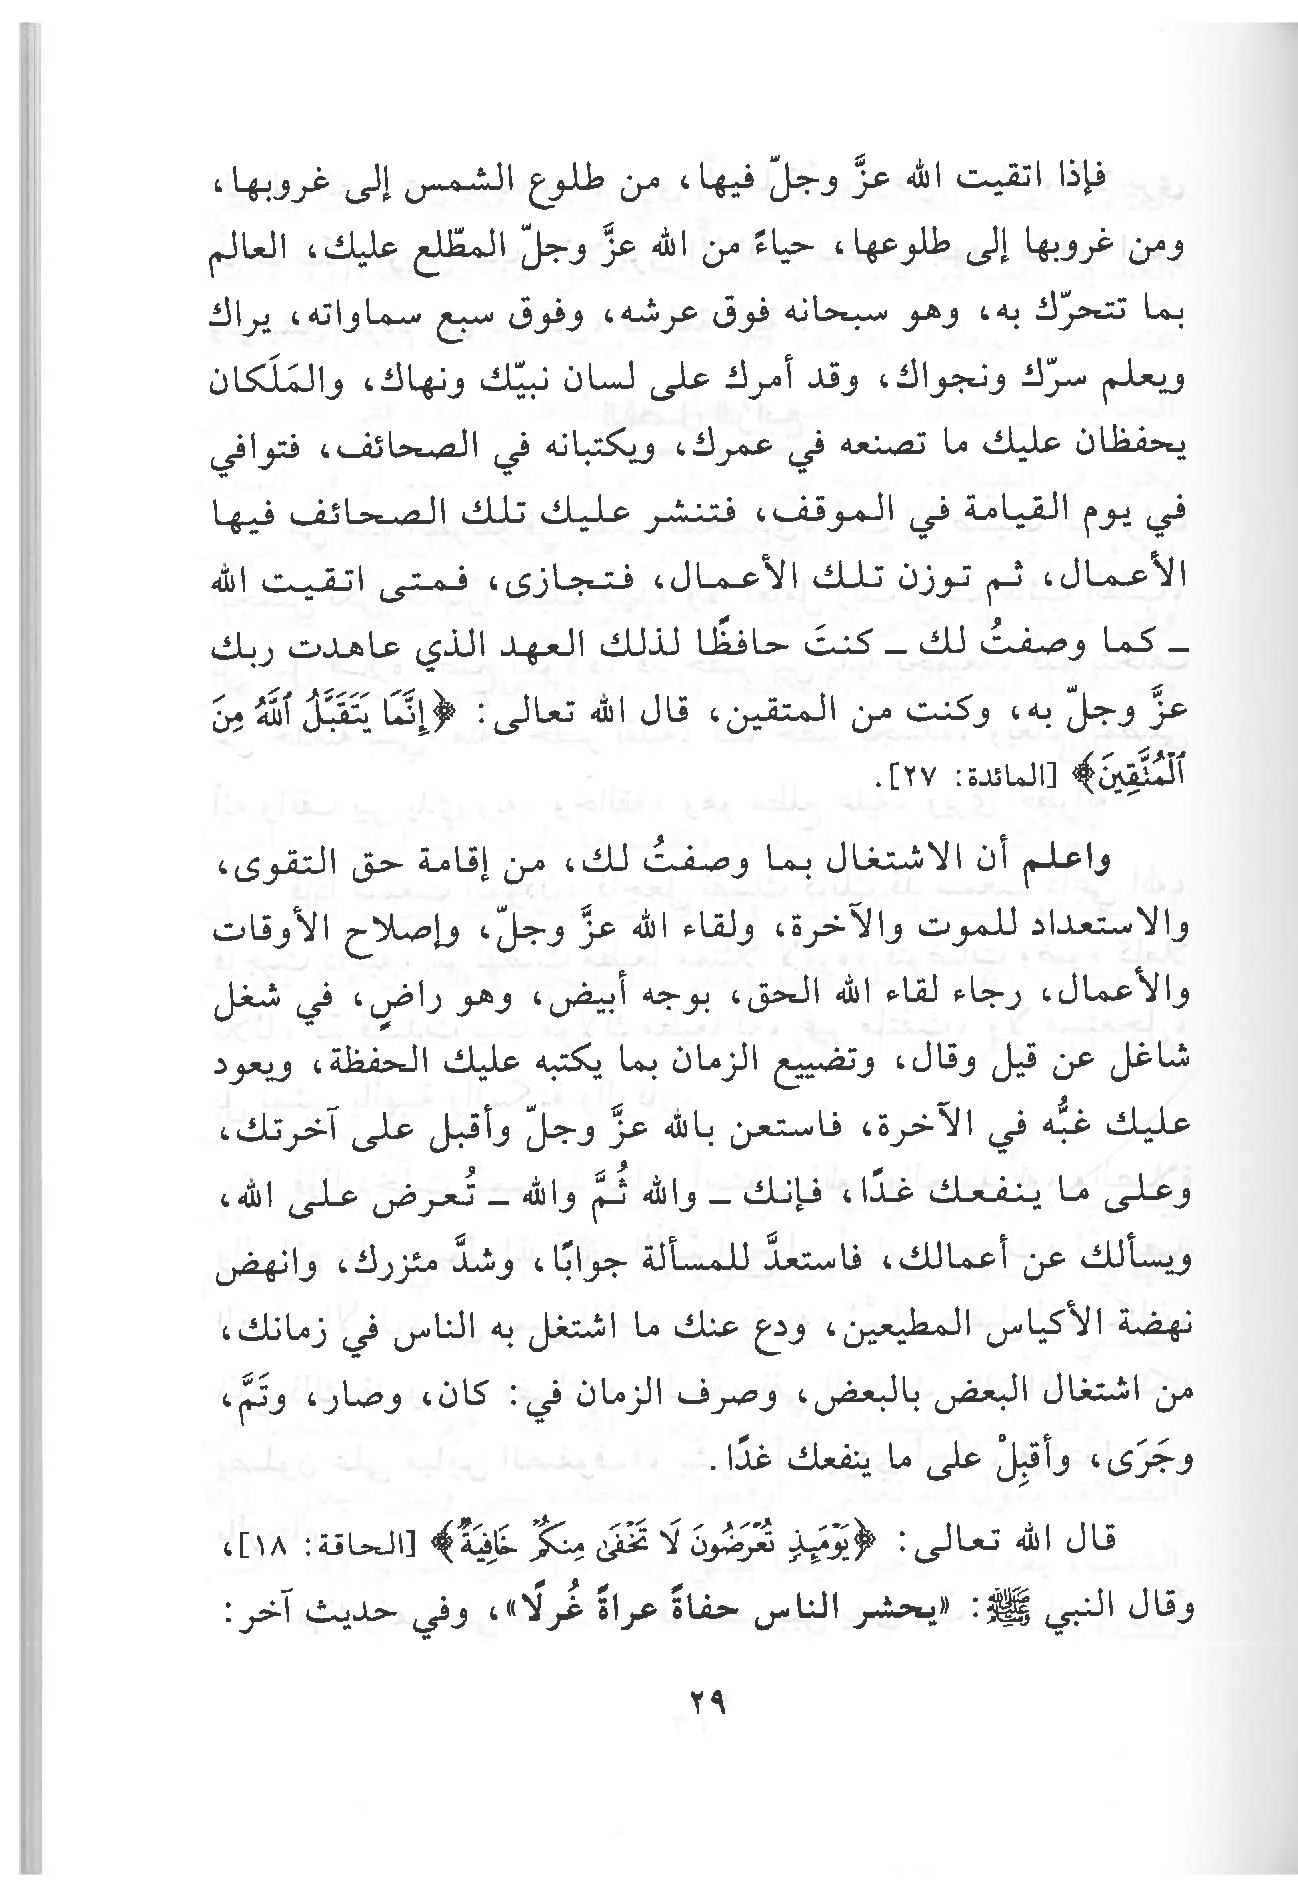 فإذا اتقيت الله عزَّ وجلّ فيها، من طلوع الشمس إلى غروبها،
ومن غروبها إلى طلوعها، حياءً من الله عزَّ وجلّ المطّلع عليك، العالم
بما تتحرّك به، وهو سبحانه فوق عرشه، وفوق سبع سماواته، يراك
ويعلم سرّك ونجواك، وقد أمرك على لسان نبيّك ونهاك، والمَلَكان
يحفظان عليك ما تصنعه في عمرك، ويكتبانه في الصحائف، فتوافي
في يوم القيامة في الموقف، فتنشر عليك تلك الصحائف فيها
الأعمال، ثم توزن تلك الأعمال، فتجازى، فمتى اتقيت الله
ـ كما وصفتُ لك ـ كنتَ حافظًا لذلك العهد الذي عاهدت ربك
عزَّ وجلّ به، وكنت من المتقين، قال الله تعالى: ﴿إِنَّمَا يَتَقَبَّلُ ٱللَّهُ مِنَ
ٱلْمُتَّقِينَ﴾ [المائدة: ٢٧].
واعلم أن الاشتغال بما وصفتُ لك، من إقامة حق التقوى،
والاستعداد للموت والآخرة، ولقاء الله عزَّ وجلّ، وإصلاح الأوقات
والأعمال، رجاء لقاء الله الحق، بوجه أبيض، وهو راضٍ، في شغل
شاغل عن قيل وقال، وتضييع الزمان بما يكتبه عليك الحفظة، ويعود
عليك غبُّه في الآخرة، فاستعن بالله عزَّ وجلّ وأقبل على آخرتك،
وعلى ما ينفعك غدًا، فإنك ـ والله ثُمَّ والله ـ تُعرض على الله،
ويسألك عن أعمالك، فاستعدَّ للمسألة جوابًا، وشدَّ مئزرك، وانهض
نهضة الأكياس المطيعين، ودع عنك ما اشتغل به الناس في زمانك،
من اشتغال البعض بالبعض، وصرف الزمان في: كان، وصار، وتَمَّ،
وجَرَى، وأقبِلْ على ما ينفعك غدًا.
قال الله تعالى: ﴿يَوْمَئِذٍ تُعْرَضُونَ لَا تَخْفَىٰ مِنكُمْ خَافِيَةٌ﴾ [الحاقة: ١٨]،
وقال النبي ﷺ: «يحشر الناس حفاةً عراةً غُرلًا»، وفي حديث آخر:
٢٩